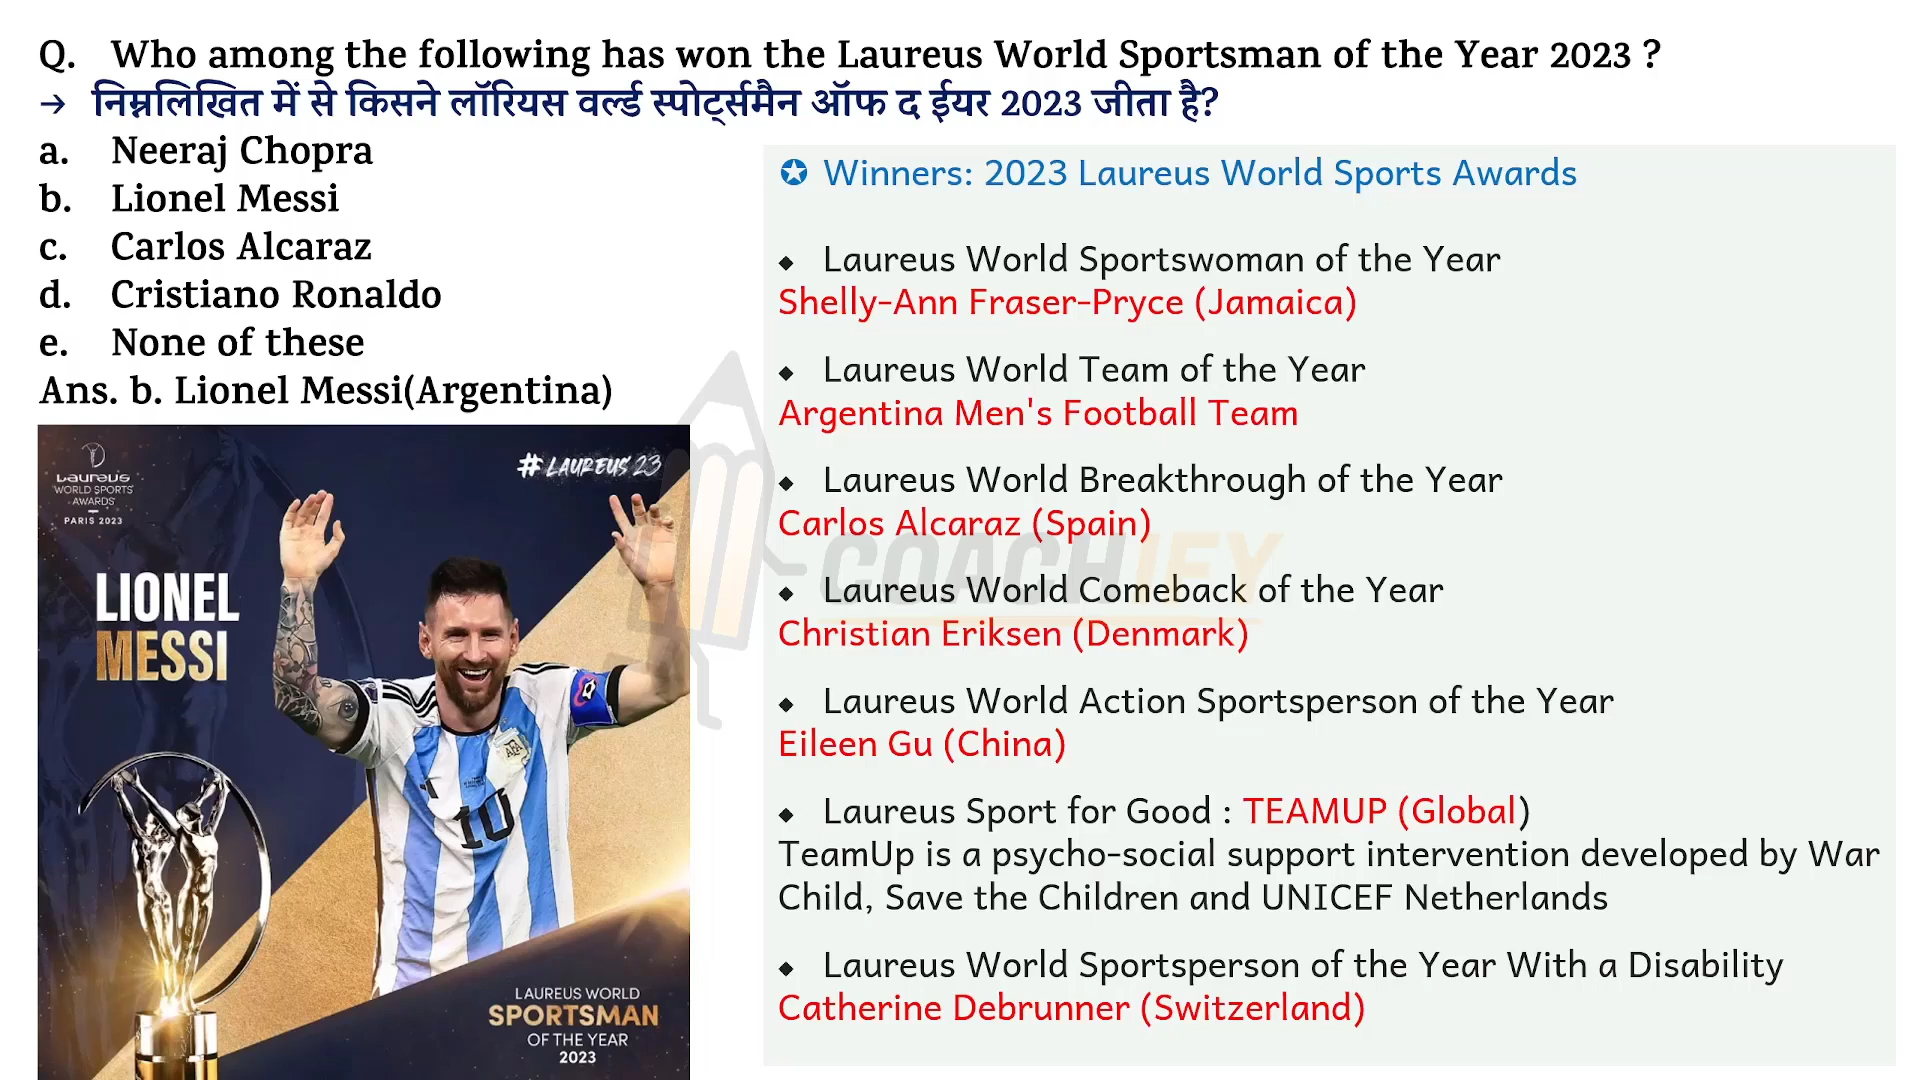 Q. Who among the following has won the Laureus World Sportsman of the Year 2023 ?
→ निम्नलिखित में से किसने लॉरियस वर्ल्ड स्पोर्ट्समैन ऑफ द ईयर 2023 जीता है?
a. Neeraj Chopra
b. Lionel Messi
c. Carlos Alcaraz
d. Cristiano Ronaldo
e. None of these
Ans. b. Lionel Messi(Argentina)
LAUREUS
WORLD SPORTS
AWARDS
PARIS 2023
# LAUREUS 23
LIONEL
MESSI
10
LAUREUS WORLD
SPORTSMAN
OF THE YEAR
2023
✪ Winners: 2023 Laureus World Sports Awards
◆ Laureus World Sportswoman of the Year
Shelly-Ann Fraser-Pryce (Jamaica)
◆ Laureus World Team of the Year
Argentina Men's Football Team
◆ Laureus World Breakthrough of the Year
Carlos Alcaraz (Spain)
COACHIFY
◆ Laureus World Comeback of the Year
Christian Eriksen (Denmark)
◆ Laureus World Action Sportsperson of the Year
Eileen Gu (China)
◆ Laureus Sport for Good : TEAMUP (Global)
TeamUp is a psycho-social support intervention developed by War
Child, Save the Children and UNICEF Netherlands
◆ Laureus World Sportsperson of the Year With a Disability
Catherine Debrunner (Switzerland)